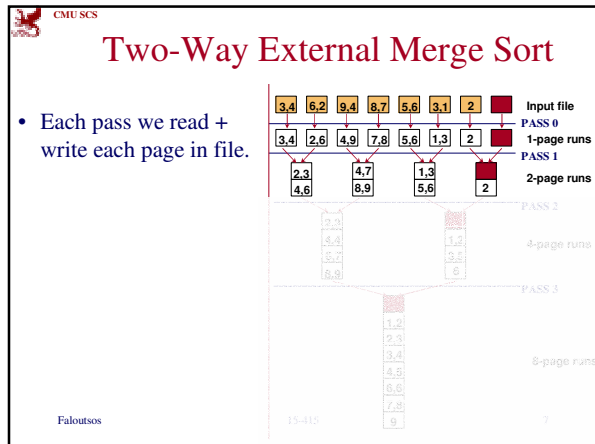 CMU SCS
Two-Way External Merge Sort
• Each pass we read +
write each page in file.
3,4 6,2 9,4 8,7 5,6 3,1 2 Input file
PASS 0
3,4 2,6 4,9 7,8 5,6 1,3 2 1-page runs
PASS 1
2,3 4,7 1,3
4,6 8,9 5,6 2
2-page runs
PASS 2
2,3
4,4 1,2
6,7 3,5
8,9 6
4-page runs
PASS 3
1,2
2,3
3,4
4,5
6,6
7,8
9
8-page runs
Faloutsos 15-415 7